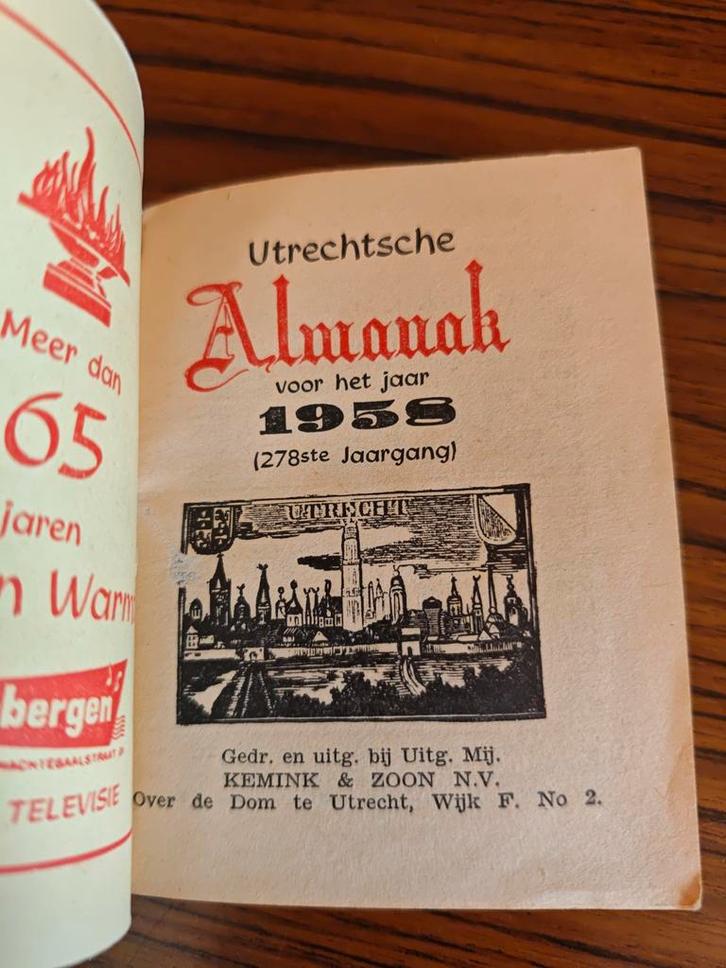 Meer dan
65
jaren
n Warm
bergen
TELEVISIE
Utrechtsche
Almanak
voor het jaar
1958
(278ste Jaargang)
UTRECHT
Gedr. en uitg. bij Uitg. Mij.
KEMINK & ZOON N.V.
Over de Dom te Utrecht, Wijk F. No 2.